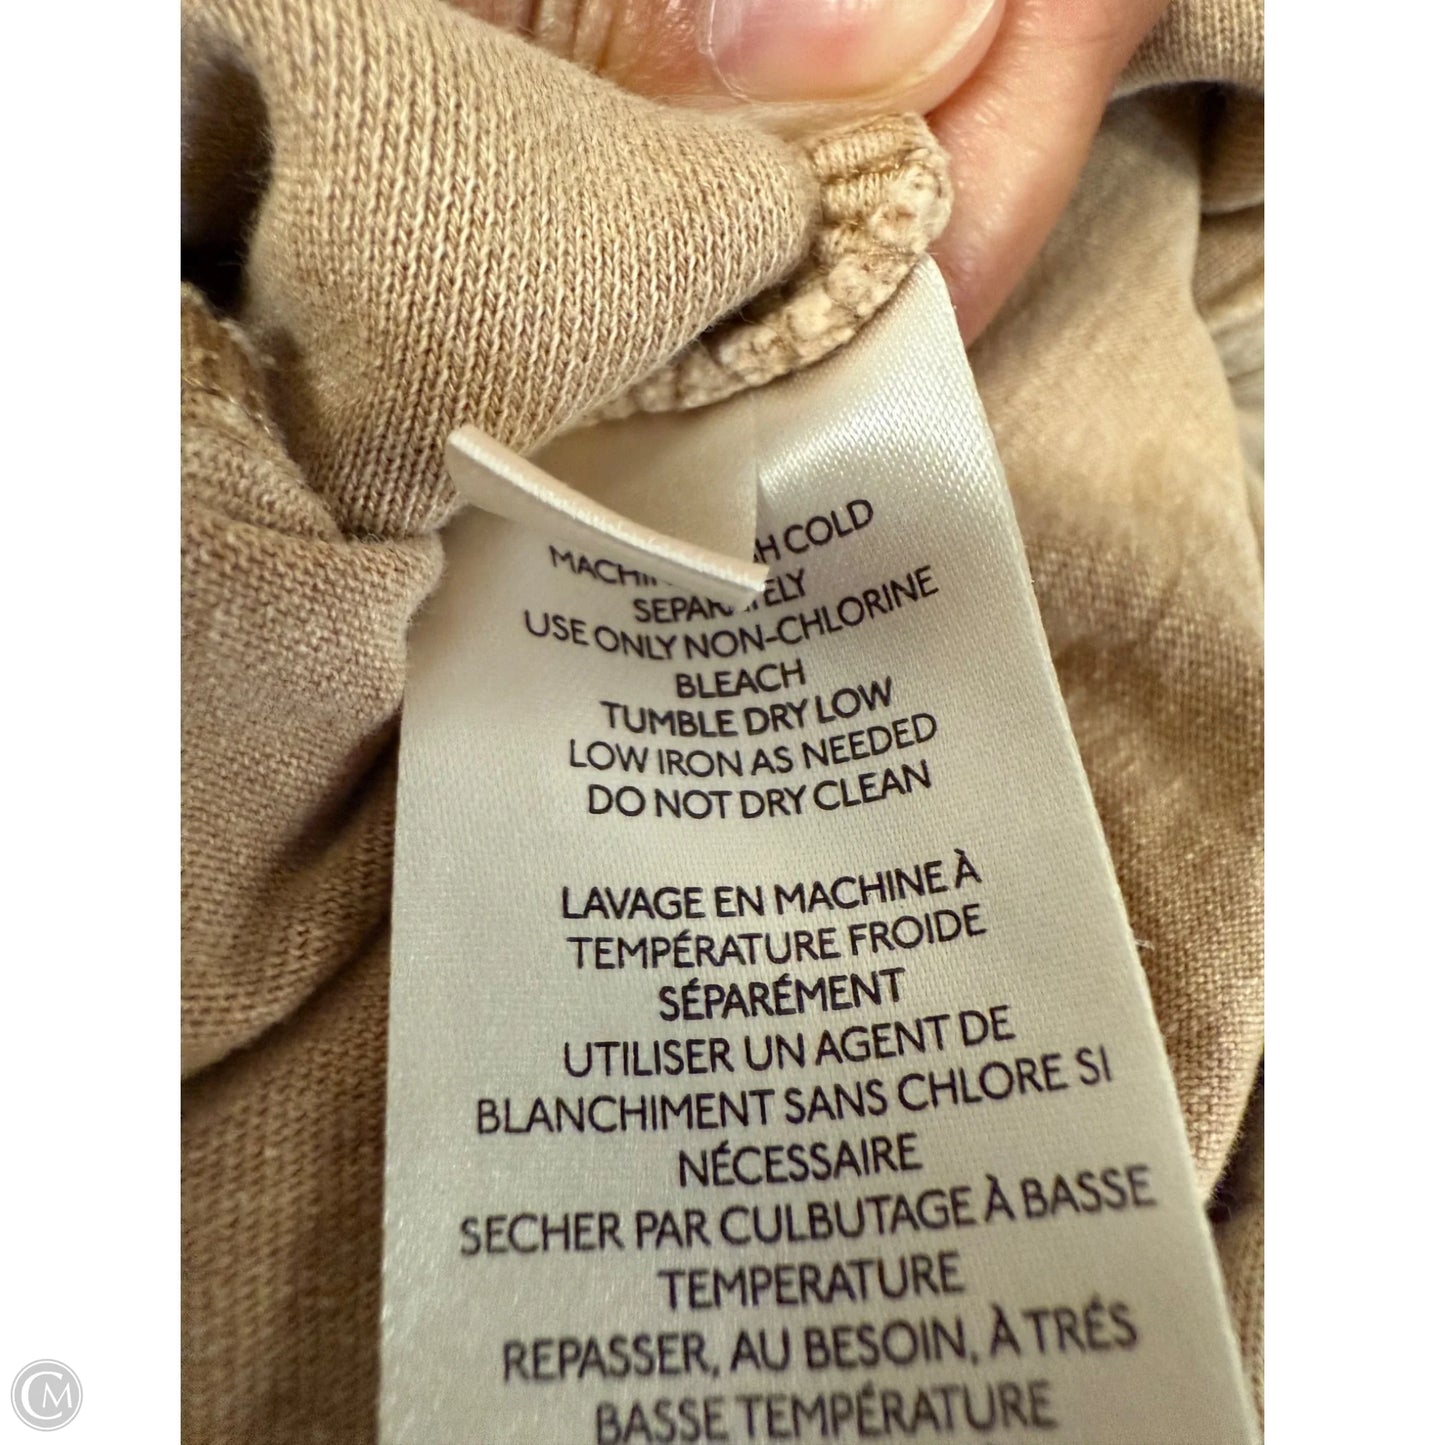 COLD
USE ONLY NON-CHLORINE
BLEACH
TUMBLE DRY LOW
LOW IRON AS NEEDED
DO NOT DRY CLEAN
LAVAGE EN MACHINE À
TEMPÉRATURE FROIDE
SÉPARÉMENT
UTILISER UN AGENT DE
BLANCHIMENT SANS CHLORE SI
NÉCESSAIRE
SECHER PAR CULBUTAGE À BASSE
TEMPERATURE
REPASSER, AU BESOIN, À TRÉS
BASSE TEMPÉRATURE
CM